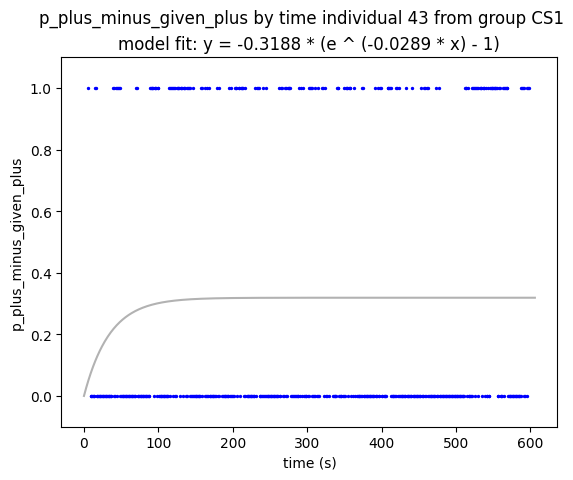 p_plus_minus_given_plus by time individual 43 from group CS1
model fit: y = -0.3188 * (e ^ (-0.0289 * x) - 1)
1.0
0.8
0.6
0.4
0.2
0.0
p_plus_minus_given_plus
0 100 200 300 400 500 600
time (s)